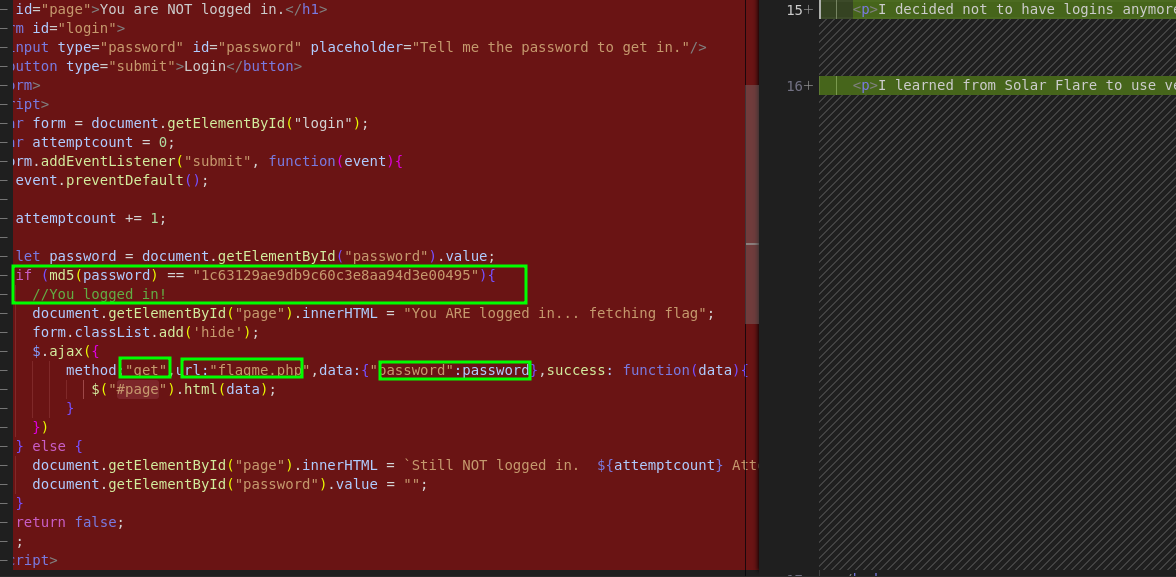 id="page">You are NOT logged in.</h1>
m id="login">
nput type="password" id="password" placeholder="Tell me the password to get in."/>
utton type="submit">Login</button>
rm>
ript>
r form = document.getElementById("login");
r attemptcount = 0;
rm.addEventListener("submit", function(event){
event.preventDefault();
attemptcount += 1;
let password = document.getElementById("password").value;
if (md5(password) == "1c63129ae9db9c60c3e8aa94d3e00495"){
//You logged in!
document.getElementById("page").innerHTML = "You ARE logged in... fetching flag";
form.classList.add('hide');
$.ajax({
method:"get",url:"flagme.php",data:{"password":password},success: function(data){
$("#page").html(data);
}
})
} else {
document.getElementById("page").innerHTML = `Still NOT logged in.  ${attemptcount} Att
document.getElementById("password").value = "";
}
return false;
;
ript>
15+ <p>I decided not to have logins anymore
16+ <p>I learned from Solar Flare to use ve